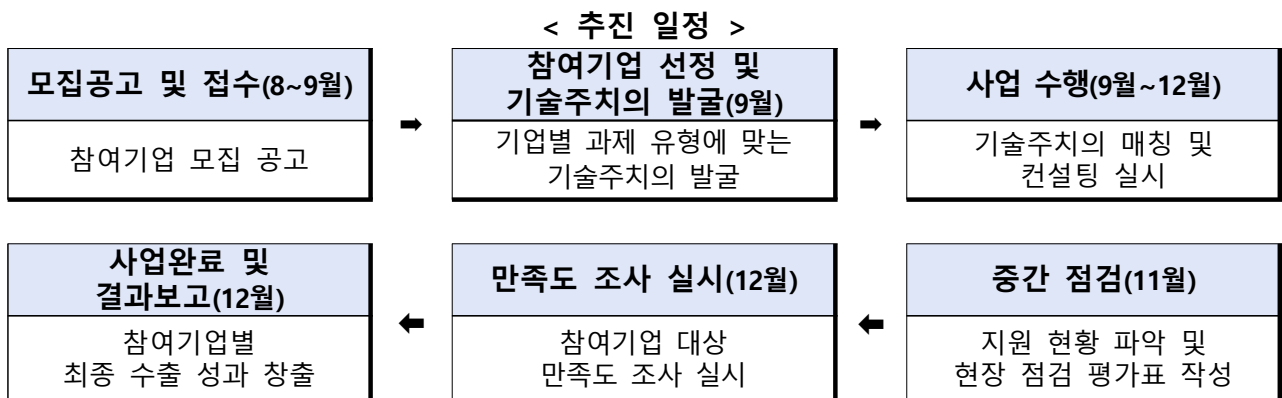 < 추진 일정 >
모집공고 및 접수(8~9월)
참여기업 모집 공고
➡
참여기업 선정 및
기술주치의 발굴(9월)
기업별 과제 유형에 맞는
기술주치의 발굴
➡
사업 수행(9월~12월)
기술주치의 매칭 및
컨설팅 실시
중간 점검(11월)
지원 현황 파악 및
현장 점검 평가표 작성
⬅
만족도 조사 실시(12월)
참여기업 대상
만족도 조사 실시
⬅
사업완료 및
결과보고(12월)
참여기업별
최종 수출 성과 창출